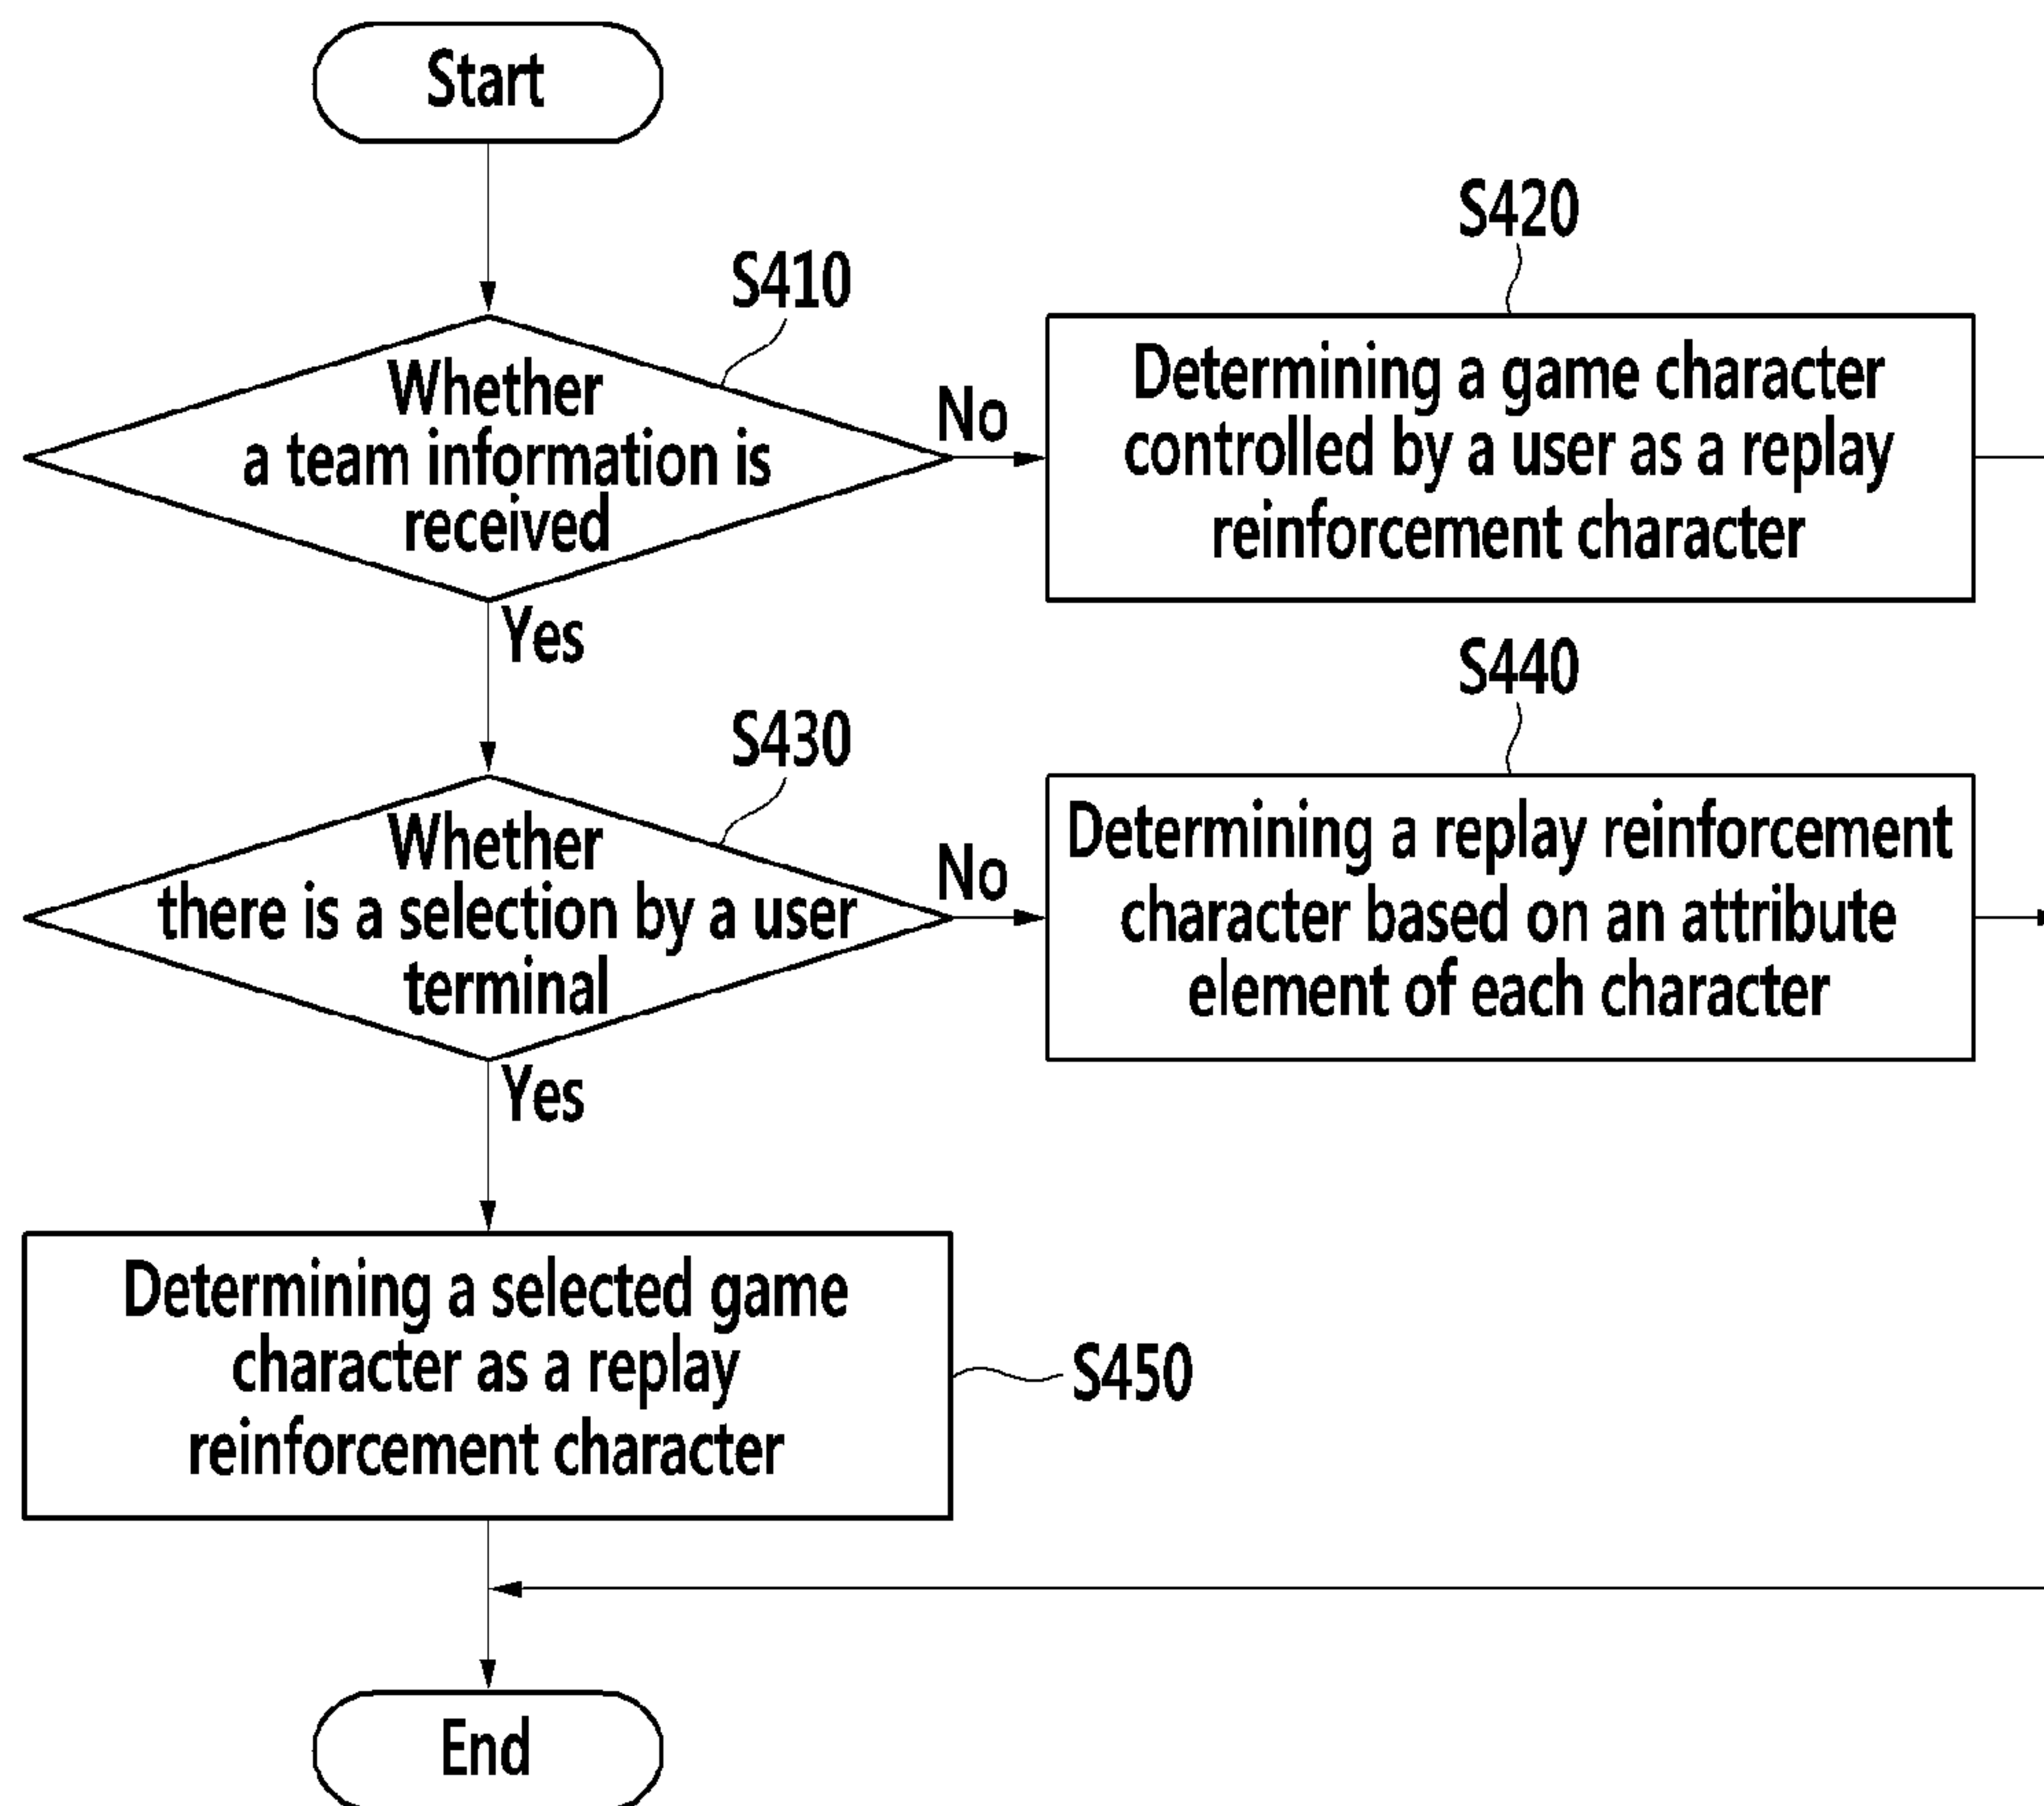 Start
S410
Whether
a team information is
received
No
Yes
S420
Determining a game character
controlled by a user as a replay
reinforcement character
S430
Whether
there is a selection by a user
terminal
No
Yes
S440
Determining a replay reinforcement
character based on an attribute
element of each character
Determining a selected game
character as a replay
reinforcement character
S450
End